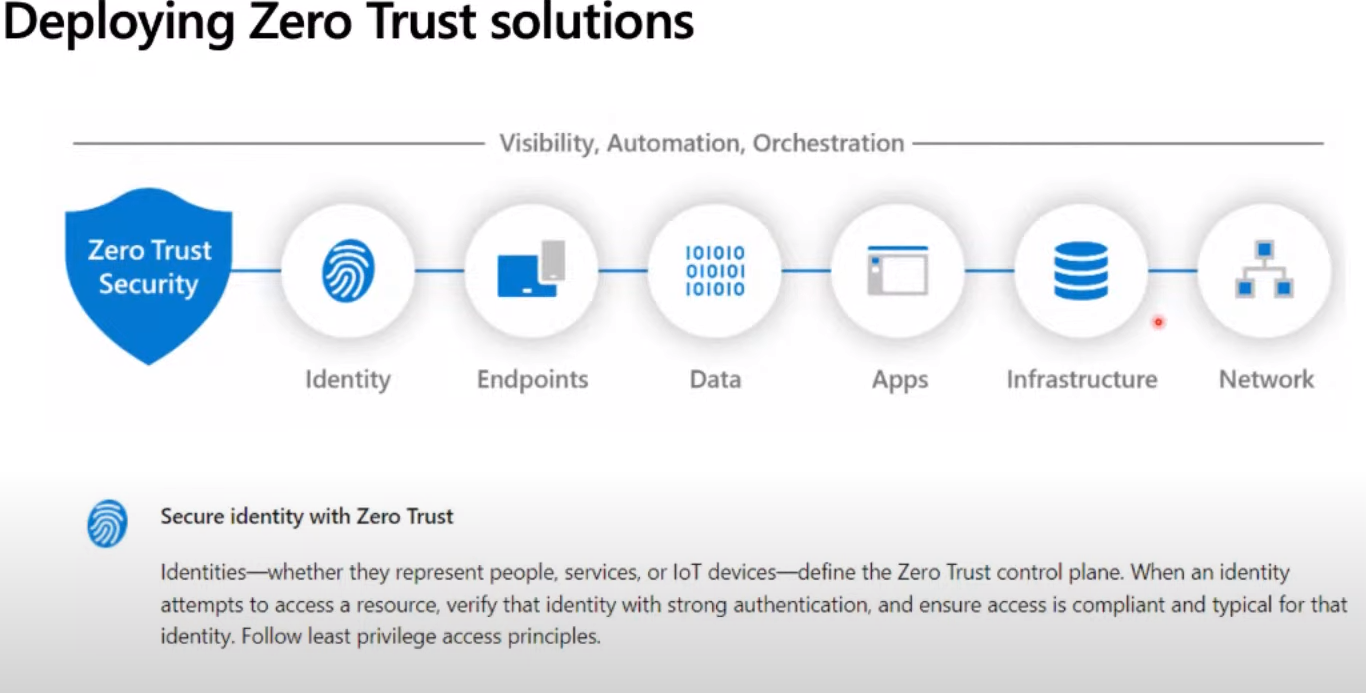 Deploying Zero Trust solutions
Visibility, Automation, Orchestration
Zero Trust
Security
101010
010101
101010
Identity
Endpoints
Data
Apps
Infrastructure
Network
Secure identity with Zero Trust
Identities—whether they represent people, services, or IoT devices—define the Zero Trust control plane. When an identity
attempts to access a resource, verify that identity with strong authentication, and ensure access is compliant and typical for that
identity. Follow least privilege access principles.